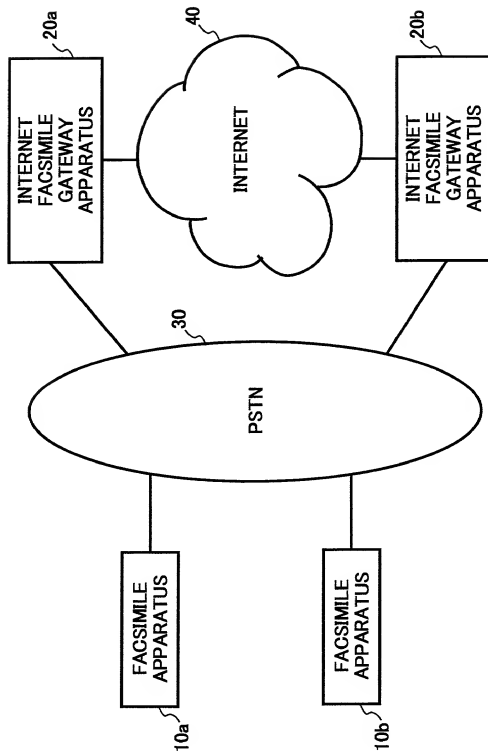 20a
INTERNET
FACSIMILE
GATEWAY
APPARATUS
40
INTERNET
20b
INTERNET
FACSIMILE
GATEWAY
APPARATUS
30
PSTN
FACSIMILE
APPARATUS
10a
FACSIMILE
APPARATUS
10b